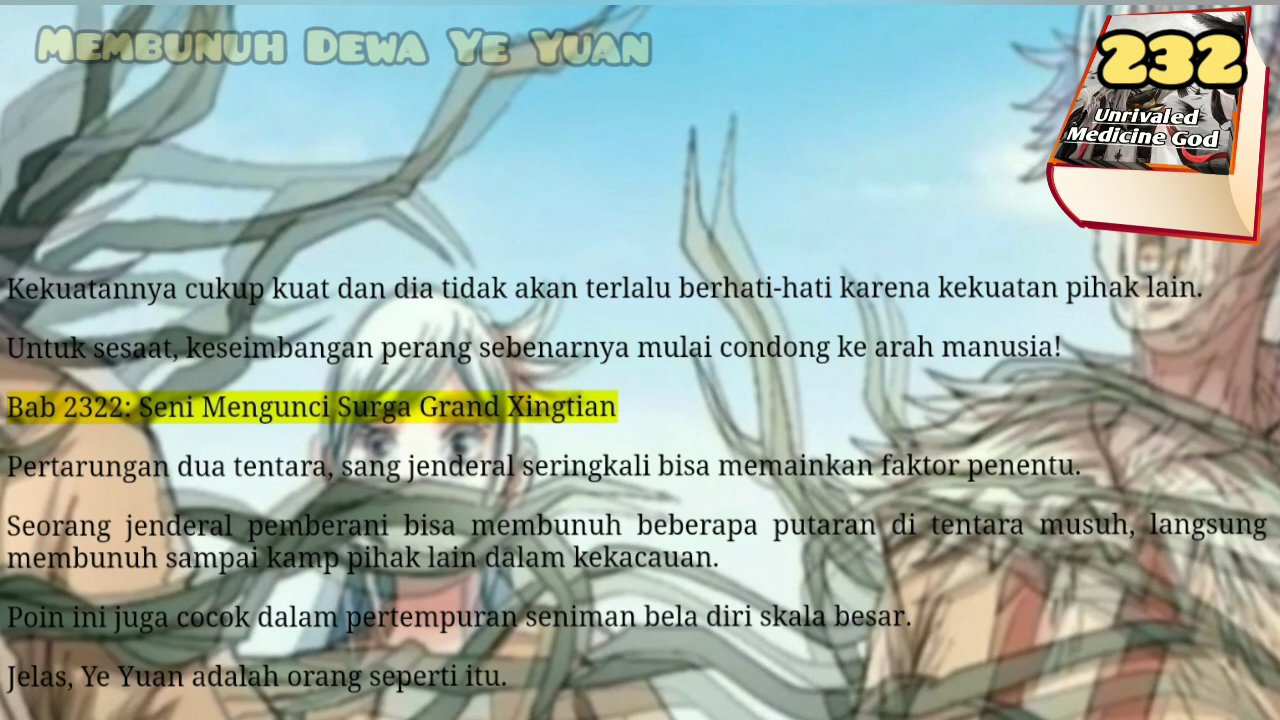 Membunuh Dewa Ye Yuan
232
Unrivaled
Medicine God
Kekuatannya cukup kuat dan dia tidak akan terlalu berhati-hati karena kekuatan pihak lain.
Untuk sesaat, keseimbangan perang sebenarnya mulai condong ke arah manusia!
Bab 2322: Seni Mengunci Surga Grand Xingtian
Pertarungan dua tentara, sang jenderal seringkali bisa memainkan faktor penentu.
Seorang jenderal pemberani bisa membunuh beberapa putaran di tentara musuh, langsung
membunuh sampai kamp pihak lain dalam kekacauan.
Poin ini juga cocok dalam pertempuran seniman bela diri skala besar.
Jelas, Ye Yuan adalah orang seperti itu.